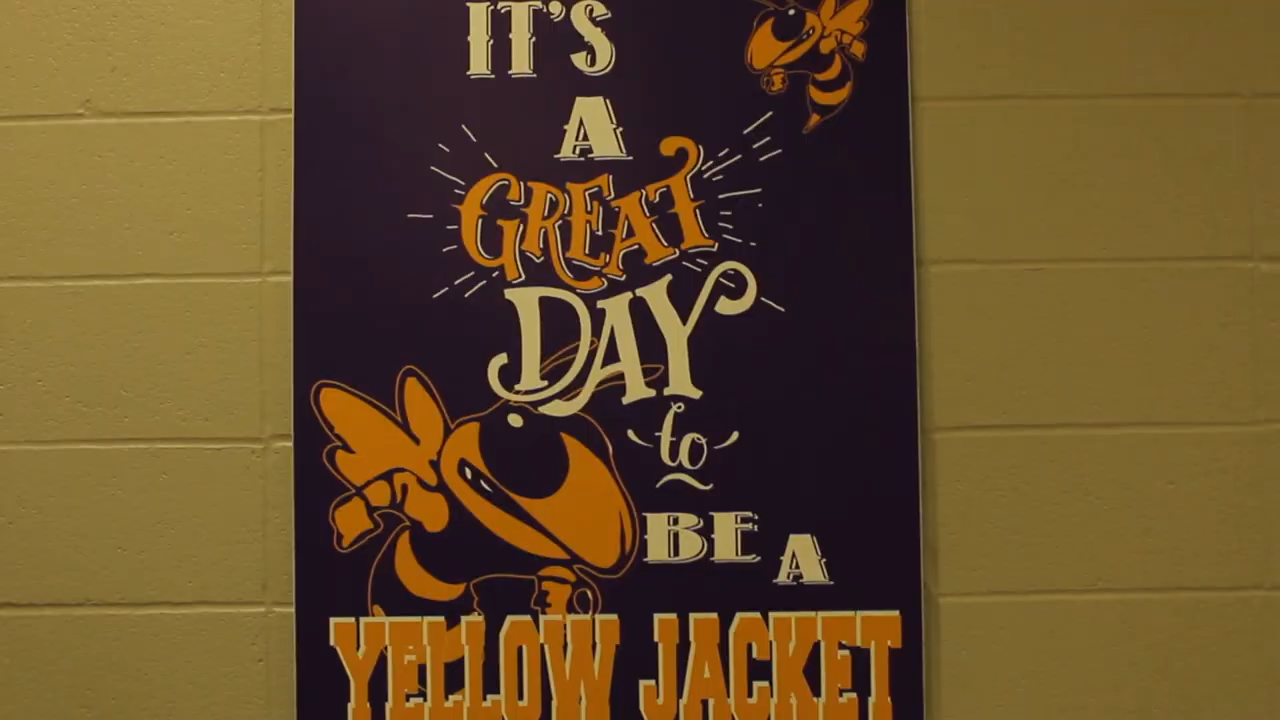 IT'S
A
GREAT
DAY
to
BE A
YELLOW JACKET